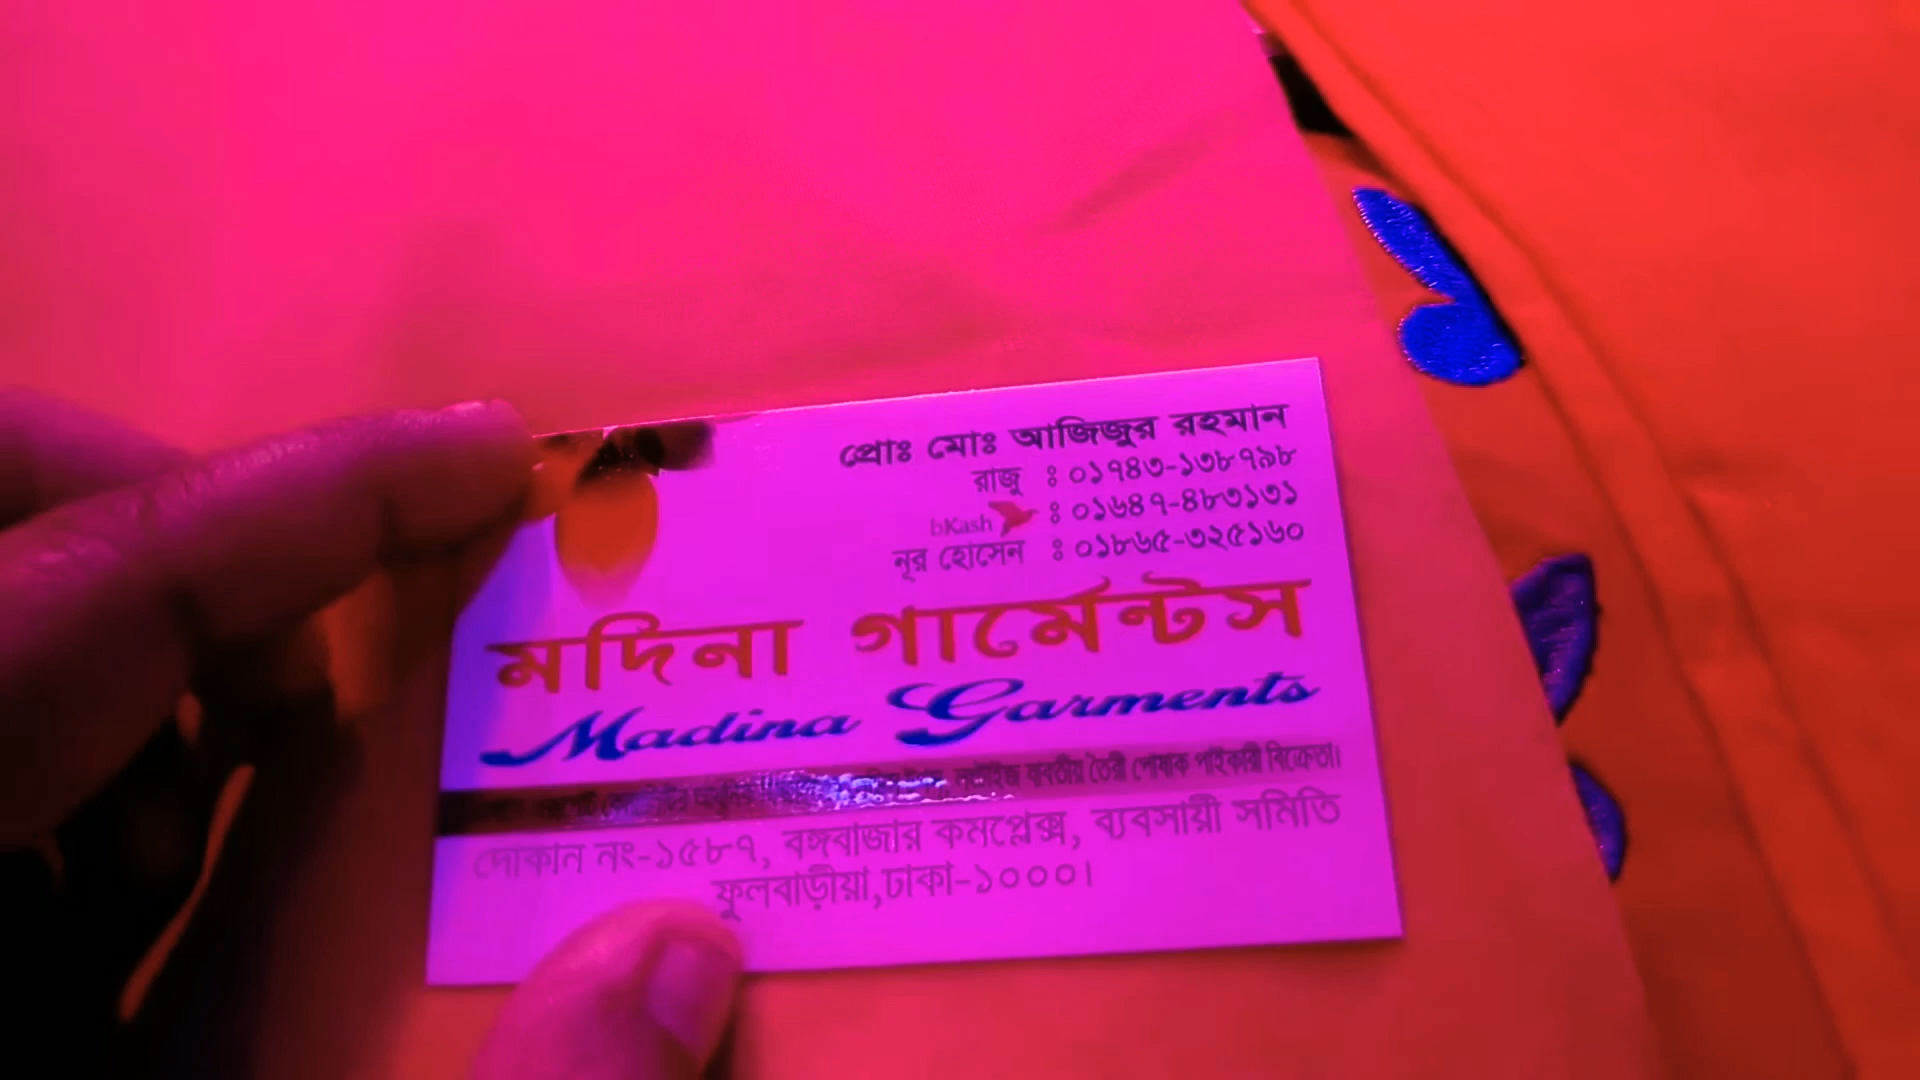 প্রোঃ মোঃ আজিজুর রহমান
রাজু : ০১৭৪৩-১৩৮৭৯৮
bKash : ০১৬৪৭-৪৮৩১৩১
নূর হোসেন : ০১৮৬৫-৩২৫১৬০
মদিনা গার্মেন্টস
Madina Garments
যাবতীয় তৈরী পোষাক পাইকারী বিক্রেতা।
দোকান নং-১৫৮৭, বঙ্গবাজার কমপ্লেক্স, ব্যবসায়ী সমিতি
ফুলবাড়ীয়া,ঢাকা-১০০০।